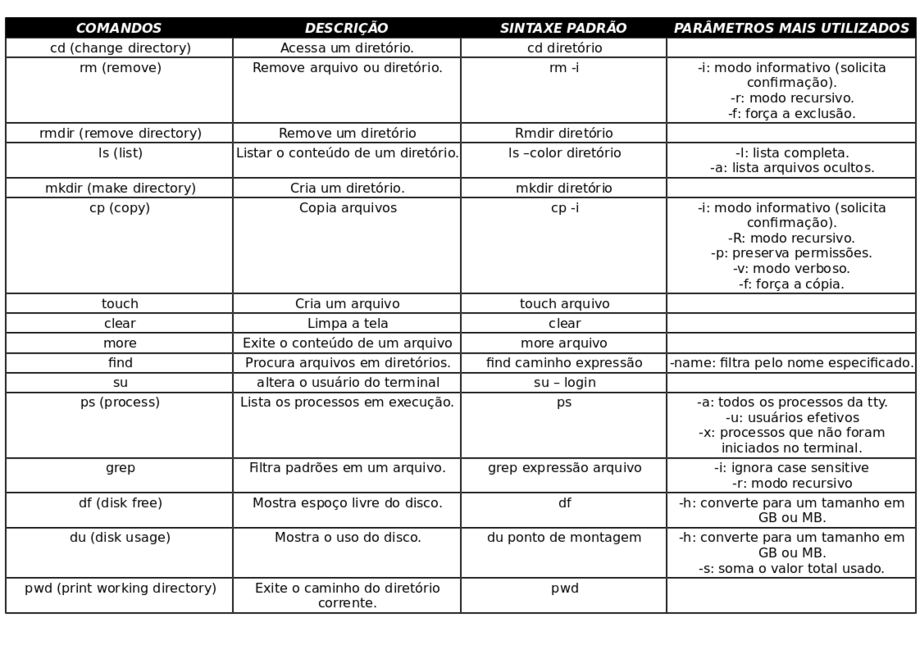 COMANDOS DESCRIÇÃO SINTAXE PADRÃO PARÂMETROS MAIS UTILIZADOS
cd (change directory) Acessa um diretório. cd diretório
rm (remove) Remove arquivo ou diretório. rm -i -i: modo informativo (solicita
confirmação).
-r: modo recursivo.
-f: força a exclusão.
rmdir (remove directory) Remove um diretório Rmdir diretório
ls (list) Listar o conteúdo de um diretório. ls –color diretório -l: lista completa.
-a: lista arquivos ocultos.
mkdir (make directory) Cria um diretório. mkdir diretório
cp (copy) Copia arquivos cp -i -i: modo informativo (solicita
confirmação).
-R: modo recursivo.
-p: preserva permissões.
-v: modo verboso.
-f: força a cópia.
touch Cria um arquivo touch arquivo
clear Limpa a tela clear
more Exite o conteúdo de um arquivo more arquivo
find Procura arquivos em diretórios. find caminho expressão -name: filtra pelo nome especificado.
su altera o usuário do terminal su – login
ps (process) Lista os processos em execução. ps -a: todos os processos da tty.
-u: usuários efetivos
-x: processos que não foram
iniciados no terminal.
grep Filtra padrões em um arquivo. grep expressão arquivo -i: ignora case sensitive
-r: modo recursivo
df (disk free) Mostra espoço livre do disco. df -h: converte para um tamanho em
GB ou MB.
du (disk usage) Mostra o uso do disco. du ponto de montagem -h: converte para um tamanho em
GB ou MB.
-s: soma o valor total usado.
pwd (print working directory) Exite o caminho do diretório pwd
corrente.